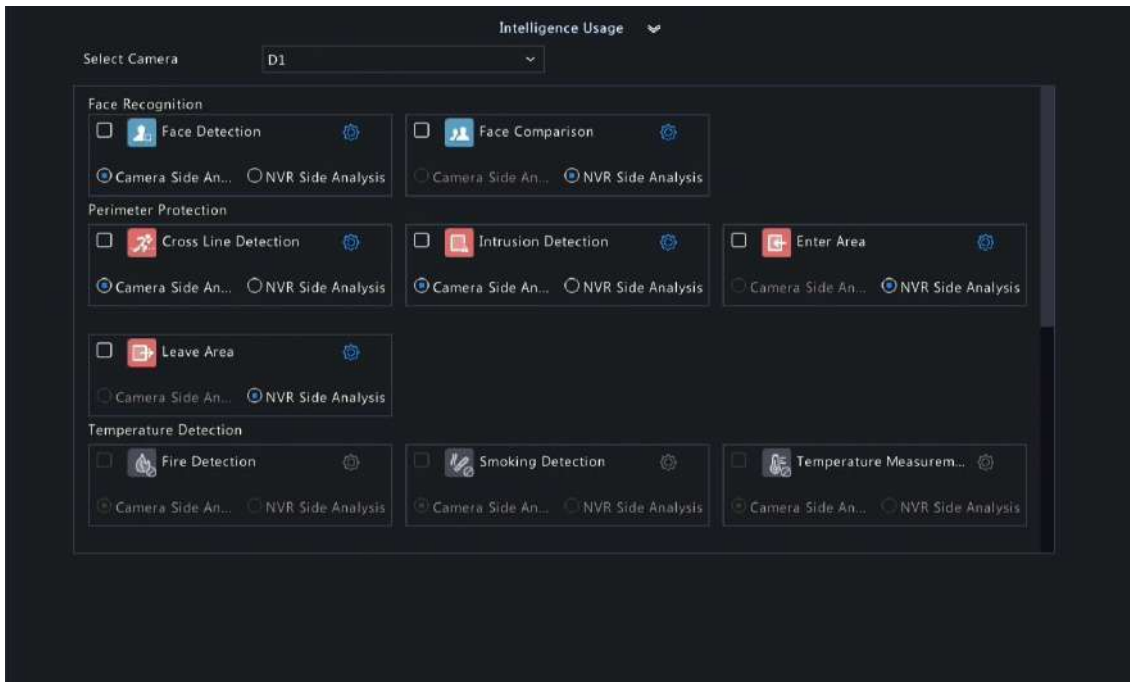 Intelligence Usage
Select Camera D1
Face Recognition
Face Detection Face Comparison
Camera Side An... NVR Side Analysis Camera Side An... NVR Side Analysis
Perimeter Protection
Cross Line Detection Intrusion Detection Enter Area
Camera Side An... NVR Side Analysis Camera Side An... NVR Side Analysis Camera Side An... NVR Side Analysis
Leave Area
Camera Side An... NVR Side Analysis
Temperature Detection
Fire Detection Smoking Detection Temperature Measurem...
Camera Side An... NVR Side Analysis Camera Side An... NVR Side Analysis Camera Side An... NVR Side Analysis